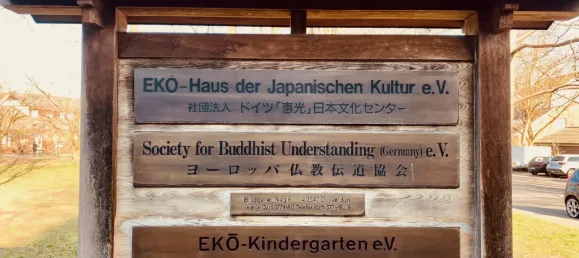 EKŌ-Haus der Japanischen Kultur e.V.
社団法人 ドイツ「惠光」日本文化センター
Society for Buddhist Understanding (Germany) e.V.
ヨーロッパ仏教伝道協会
EKŌ-Kindergarten e.V.